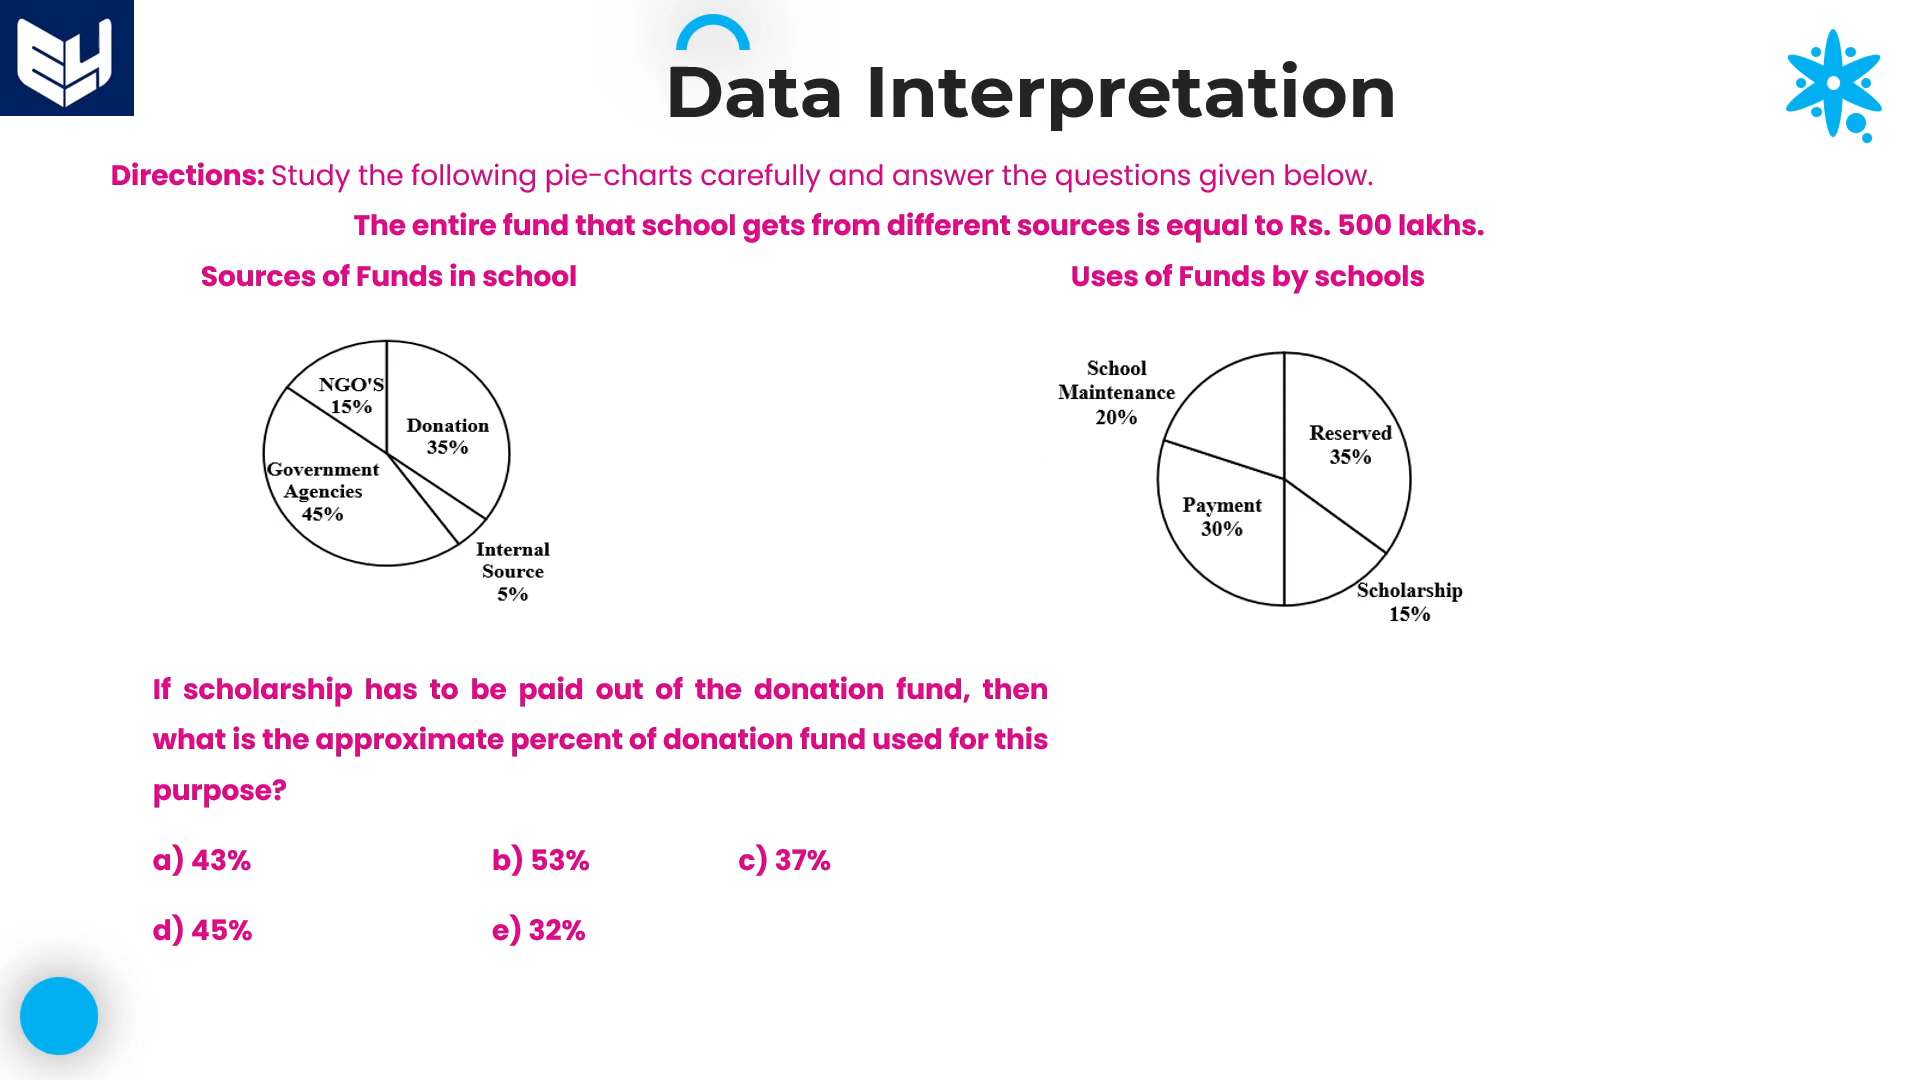 Data Interpretation
Directions: Study the following pie-charts carefully and answer the questions given below.
The entire fund that school gets from different sources is equal to Rs. 500 lakhs.
Sources of Funds in school
Uses of Funds by schools
NGO'S
15%
Donation
35%
Government
Agencies
45%
Internal
Source
5%
School
Maintenance
20%
Reserved
35%
Payment
30%
Scholarship
15%
If scholarship has to be paid out of the donation fund, then
what is the approximate percent of donation fund used for this
purpose?
a) 43% b) 53% c) 37%
d) 45% e) 32%